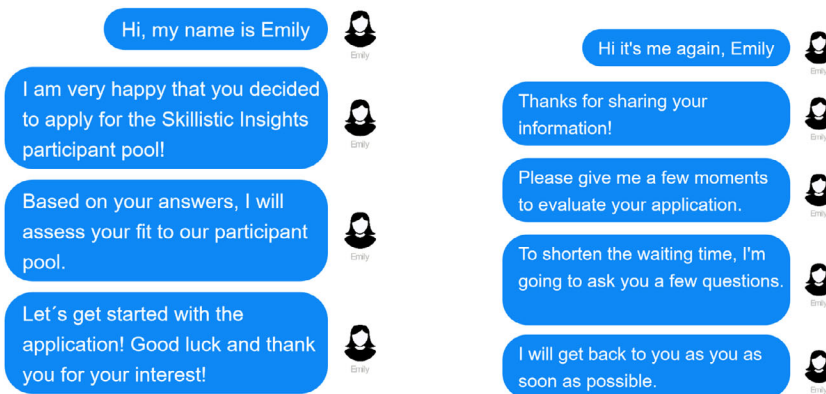 Hi, my name is Emily
Emily
I am very happy that you decided
to apply for the Skillistic Insights
participant pool!
Emily
Based on your answers, I will
assess your fit to our participant
pool.
Emily
Let´s get started with the
application! Good luck and thank
you for your interest!
Emily
Hi it's me again, Emily
Emily
Thanks for sharing your
information!
Emily
Please give me a few moments
to evaluate your application.
Emily
To shorten the waiting time, I'm
going to ask you a few questions.
Emily
I will get back to you as you as
soon as possible.
Emily